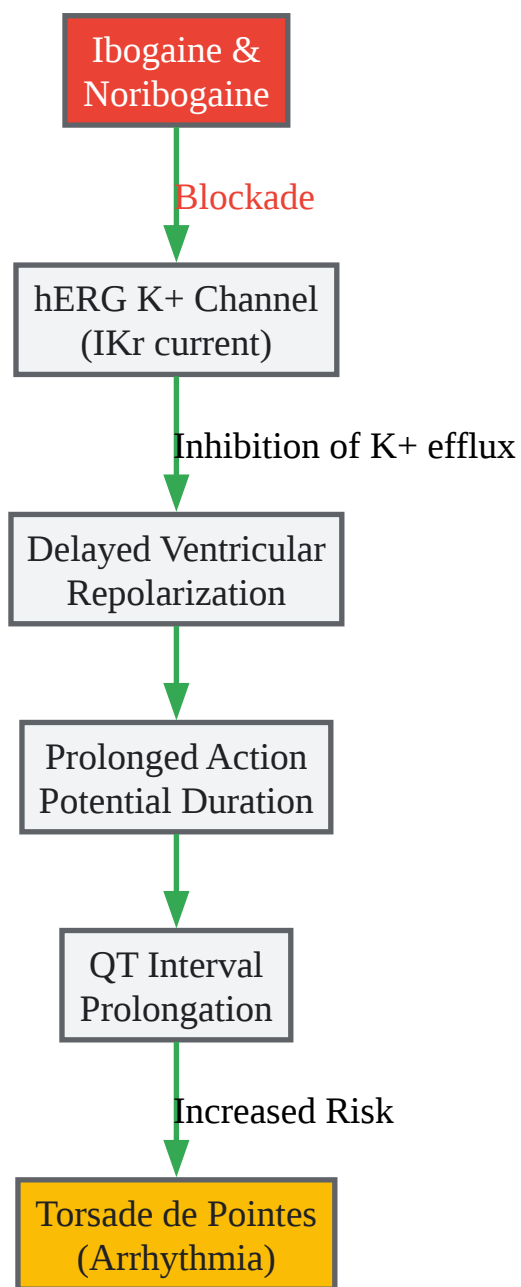 Ibogaine &
Noribogaine
Blockade
hERG K+ Channel
(IKr current)
Inhibition of K+ efflux
Delayed Ventricular
Repolarization
Prolonged Action
Potential Duration
QT Interval
Prolongation
Increased Risk
Torsade de Pointes
(Arrhythmia)